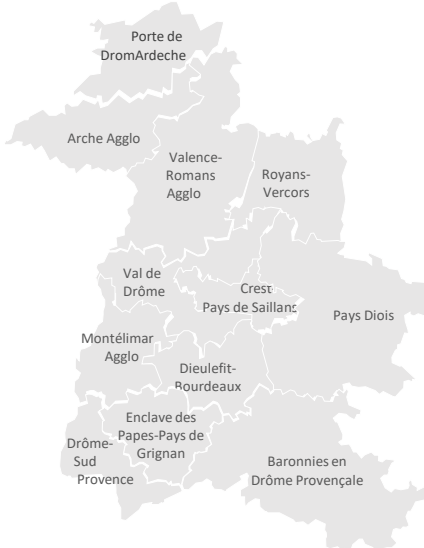 Porte de
DromArdeche
Arche Agglo
Valence-
Romans
Agglo
Royans-
Vercors
Val de
Drôme
Crest
Pays de Saillans
Pays Diois
Montélimar
Agglo
Dieulefit-
Bourdeaux
Enclave des
Papes-Pays de
Grignan
Drôme-
Sud
Provence
Baronnies en
Drôme Provençale